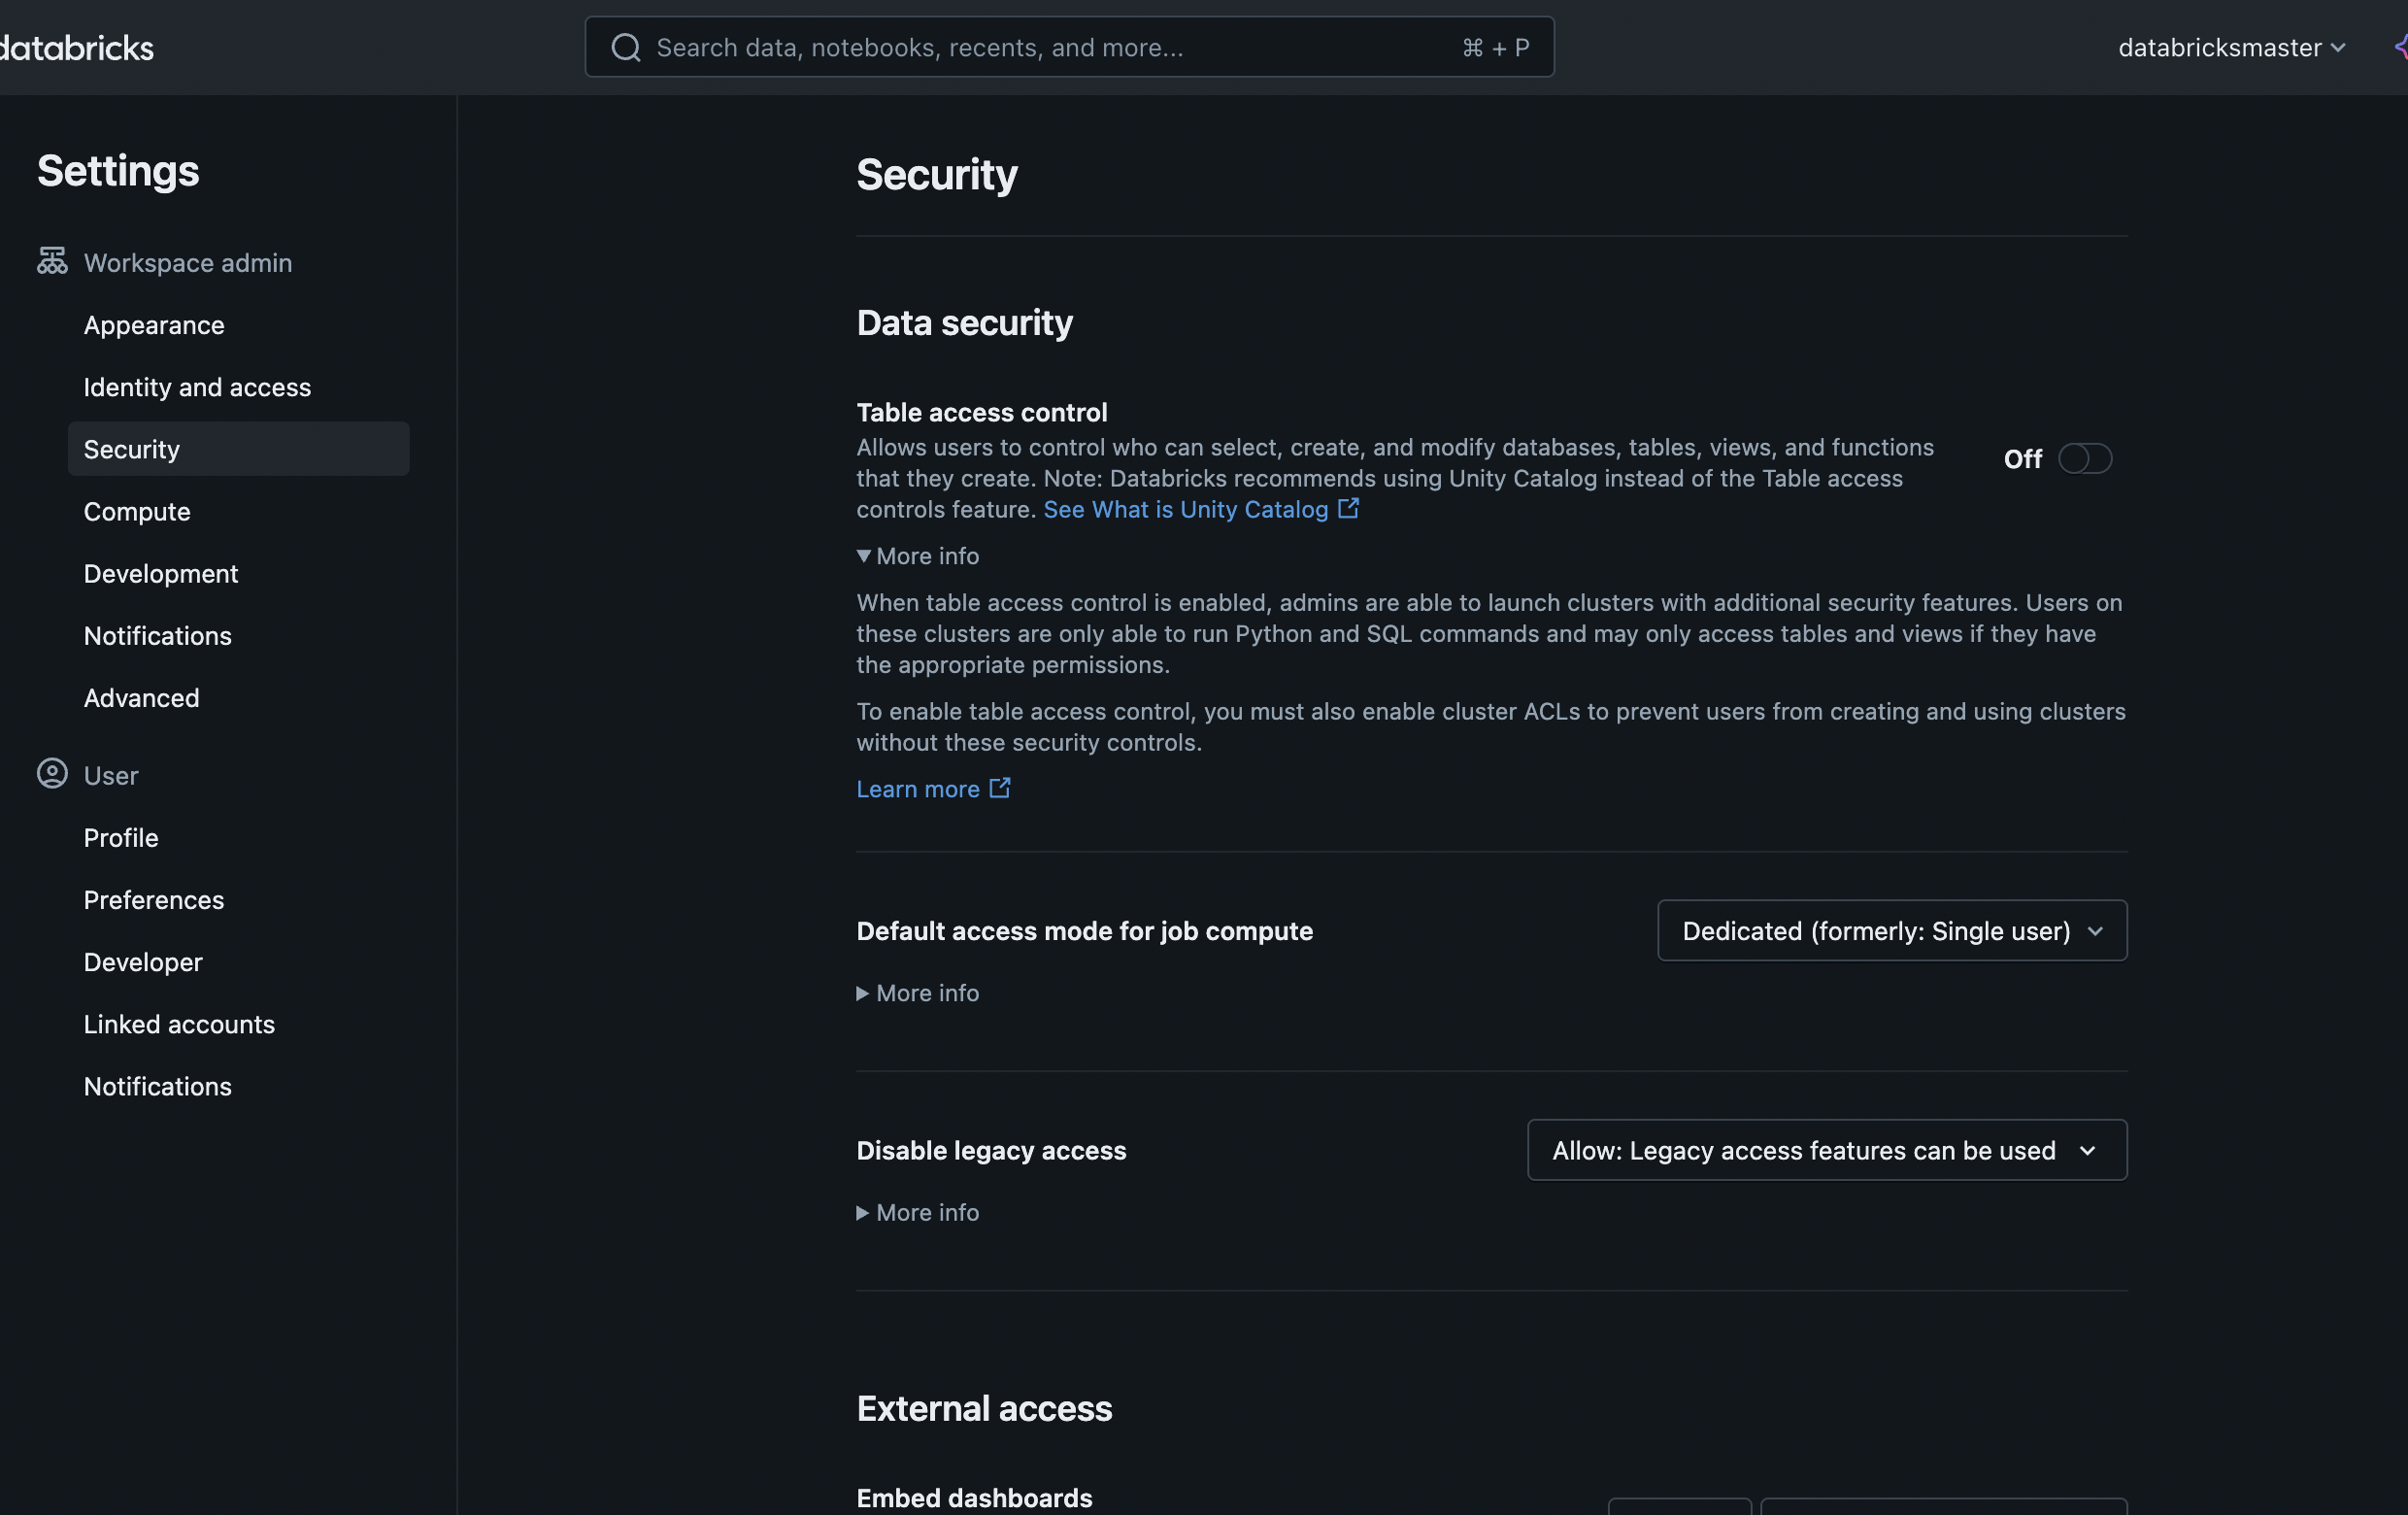 databricks
Search data, notebooks, recents, and more...
⌘ + P
databricksmaster
Settings
Workspace admin
Appearance
Identity and access
Security
Compute
Development
Notifications
Advanced
User
Profile
Preferences
Developer
Linked accounts
Notifications
Security
Data security
Table access control
Allows users to control who can select, create, and modify databases, tables, views, and functions
that they create. Note: Databricks recommends using Unity Catalog instead of the Table access
controls feature. See What is Unity Catalog
Off
More info
When table access control is enabled, admins are able to launch clusters with additional security features. Users on
these clusters are only able to run Python and SQL commands and may only access tables and views if they have
the appropriate permissions.
To enable table access control, you must also enable cluster ACLs to prevent users from creating and using clusters
without these security controls.
Learn more
Default access mode for job compute
Dedicated (formerly: Single user)
More info
Disable legacy access
Allow: Legacy access features can be used
More info
External access
Embed dashboards